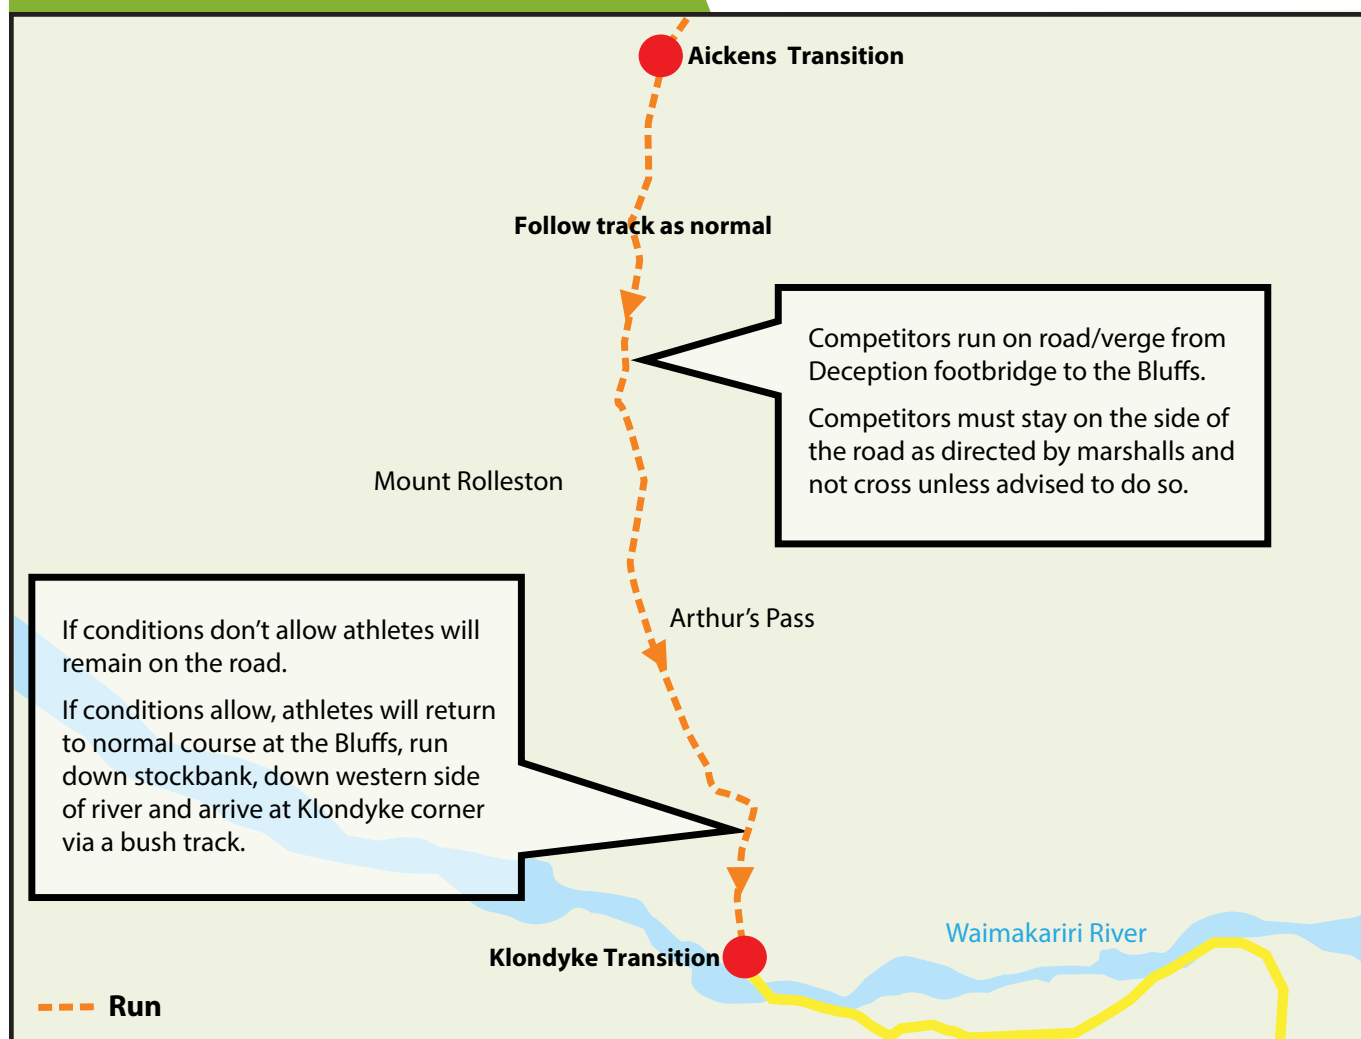 Aickens Transition
Follow track as normal
Competitors run on road/verge from
Deception footbridge to the Bluffs.
Competitors must stay on the side of
the road as directed by marshalls and
not cross unless advised to do so.
Mount Rolleston
Arthur’s Pass
If conditions don’t allow athletes will
remain on the road.
If conditions allow, athletes will return
to normal course at the Bluffs, run
down stockbank, down western side
of river and arrive at Klondyke corner
via a bush track.
Waimakariri River
Klondyke Transition
Run